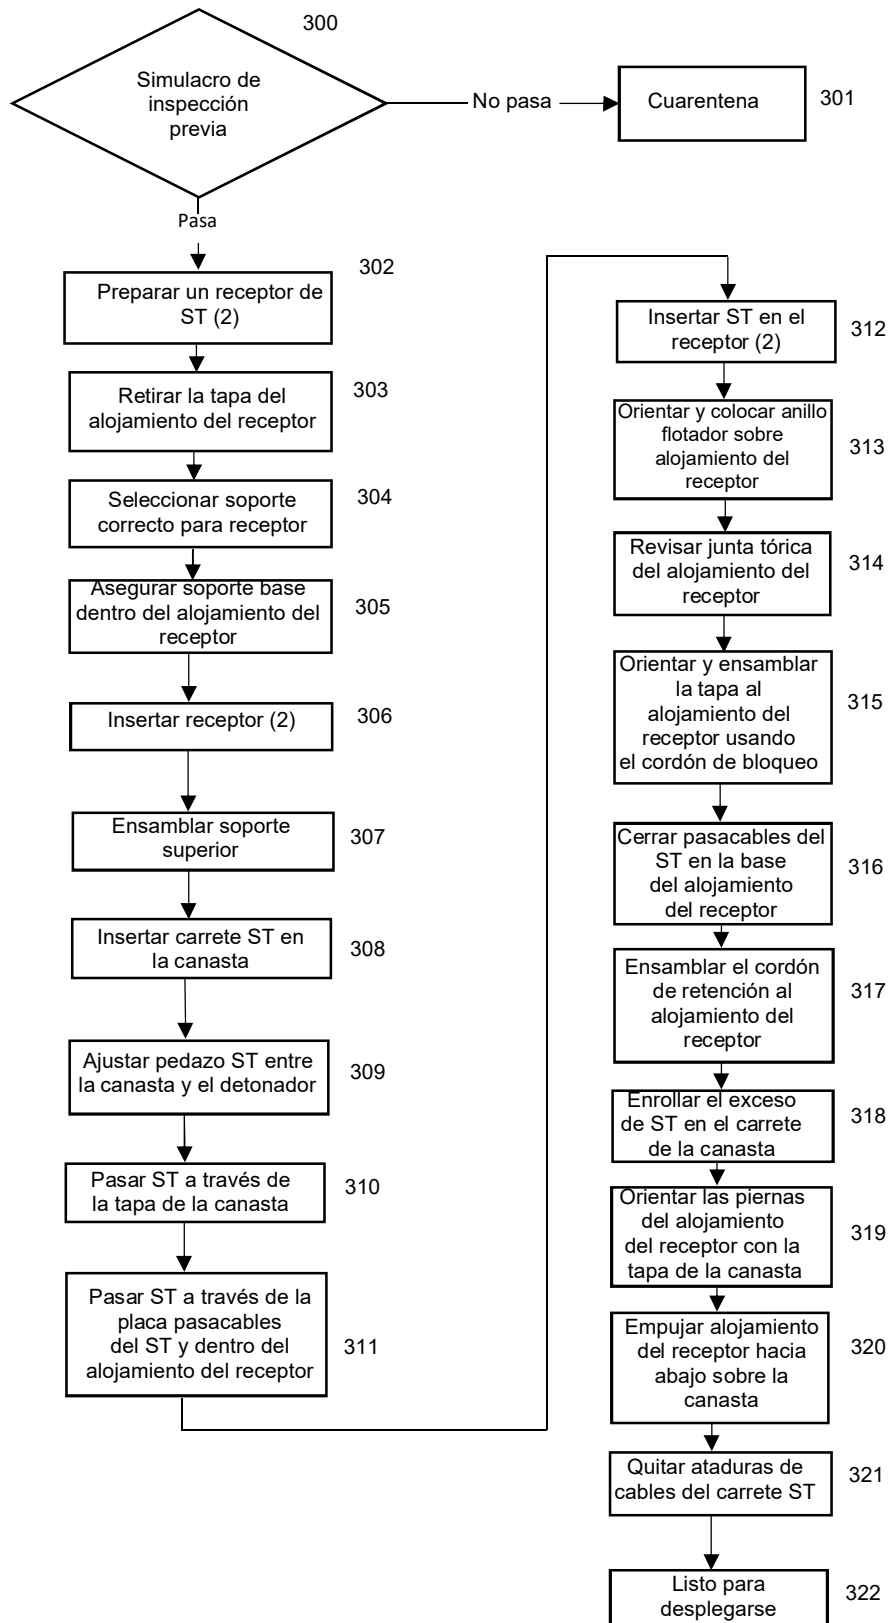 300
Simulacro de
inspección
previa
No pasa
Cuarentena
301
Pasa
302
Preparar un receptor de
ST (2)
303
Retirar la tapa del
alojamiento del receptor
304
Seleccionar soporte
correcto para receptor
305
Asegurar soporte base
dentro del alojamiento del
receptor
306
Insertar receptor (2)
307
Ensamblar soporte
superior
308
Insertar carrete ST en
la canasta
309
Ajustar pedazo ST entre
la canasta y el detonador
310
Pasar ST a través de
la tapa de la canasta
311
Pasar ST a través de la
placa pasacables
del ST y dentro del
alojamiento del receptor
312
Insertar ST en el
receptor (2)
313
Orientar y colocar anillo
flotador sobre
alojamiento del
receptor
314
Revisar junta tórica
del alojamiento del
receptor
315
Orientar y ensamblar
la tapa al
alojamiento del
receptor usando
el cordón de bloqueo
316
Cerrar pasacables del
ST en la base
del alojamiento
del receptor
317
Ensamblar el cordón
de retención al
alojamiento del
receptor
318
Enrollar el exceso
de ST en el carrete
de la canasta
319
Orientar las piernas
del alojamiento
del receptor con la
tapa de la canasta
320
Empujar alojamiento
del receptor hacia
abajo sobre la
canasta
321
Quitar ataduras de
cables del carrete ST
322
Listo para
desplegarse